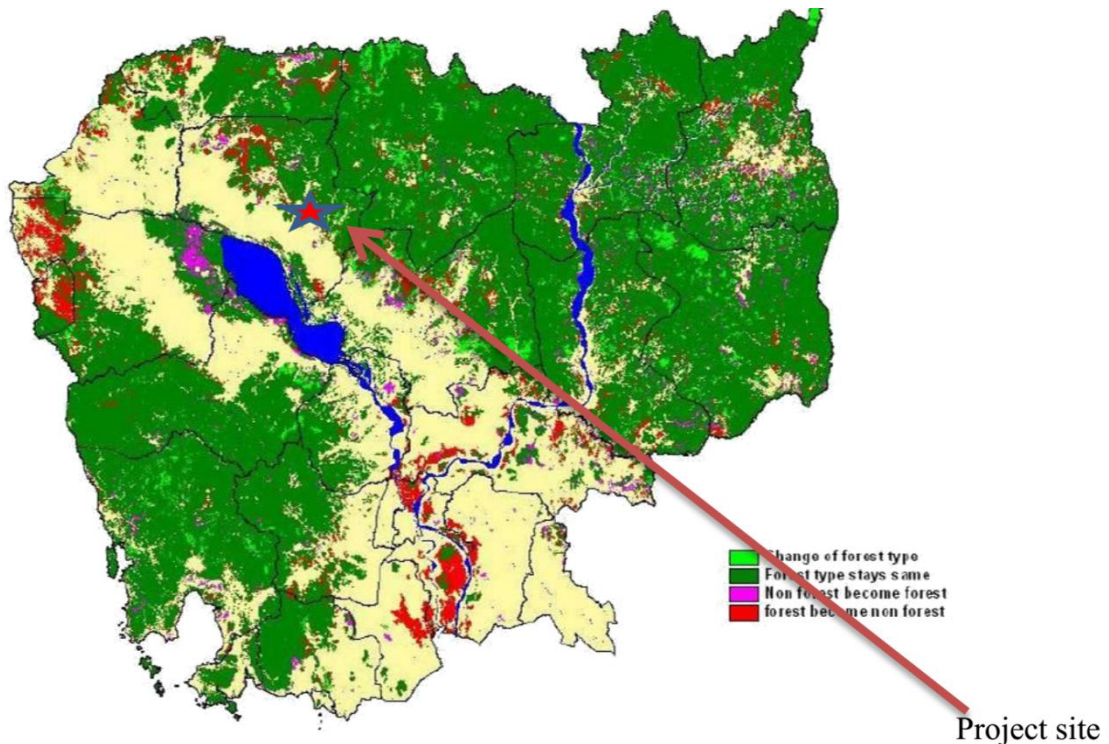 Change of forest type
Forest type stays same
Non forest become forest
forest become non forest
Project site